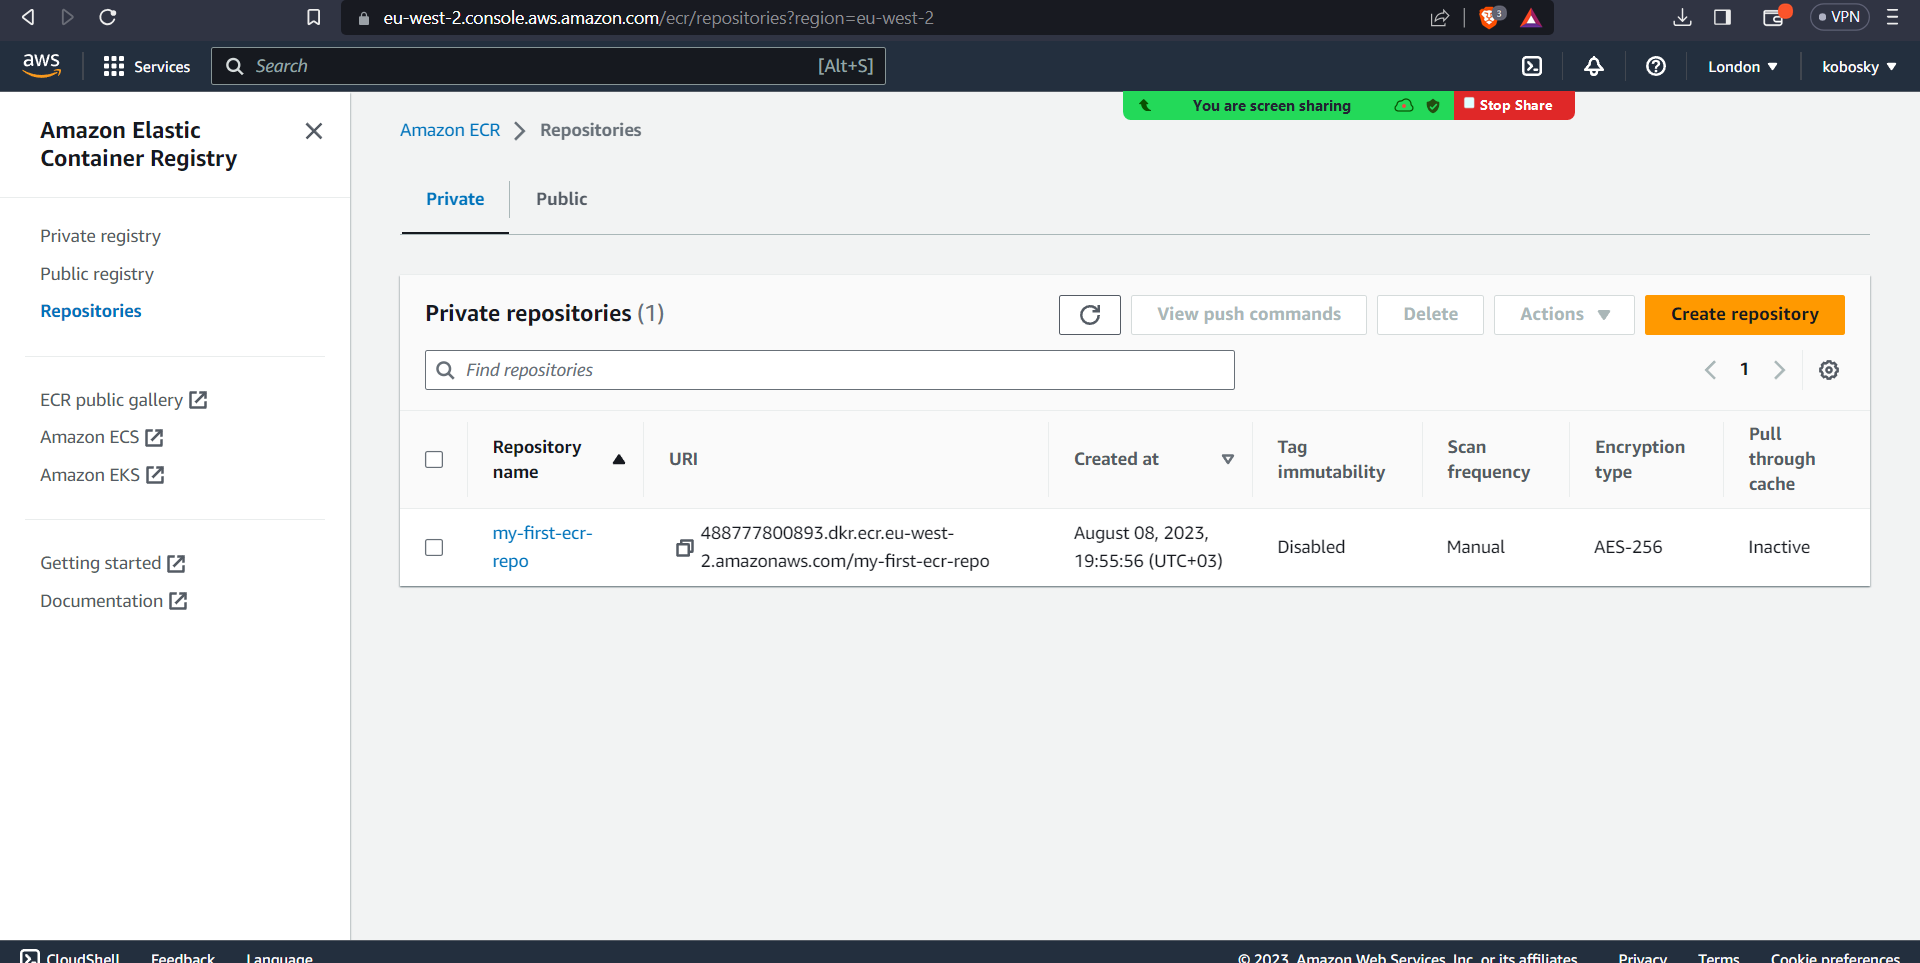 eu-west-2.console.aws.amazon.com/ecr/repositories?region=eu-west-2
3
VPN
aws
Services
Search
[Alt+S]
London
kobosky
You are screen sharing
Stop Share
Amazon Elastic
Container Registry
Private registry
Public registry
Repositories
ECR public gallery
Amazon ECS
Amazon EKS
Getting started
Documentation
Amazon ECR
Repositories
Private
Public
Private repositories (1)
View push commands
Delete
Actions
Create repository
Find repositories
1
Repository
name
URI
Created at
Tag
immutability
Scan
frequency
Encryption
type
Pull
through
cache
my-first-ecr-
repo
488777800893.dkr.ecr.eu-west-
2.amazonaws.com/my-first-ecr-repo
August 08, 2023,
19:55:56 (UTC+03)
Disabled
Manual
AES-256
Inactive
CloudShell
Feedback
Language
© 2023, Amazon Web Services, Inc. or its affiliates.
Privacy
Terms
Cookie preferences